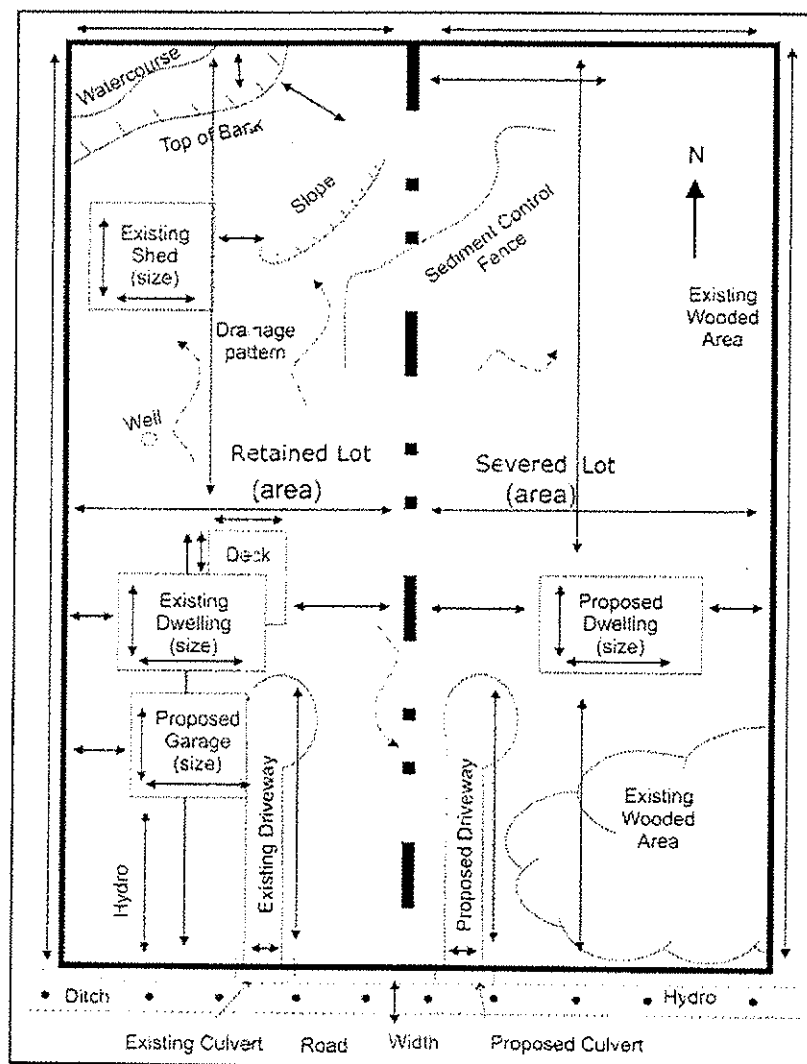 Watercourse
Top of Bank
Slope
Existing
Shed
(size)
Sediment Control
Fence
N
Existing
Wooded
Area
Drainage
pattern
Well
Retained Lot
(area)
Severed Lot
(area)
Deck
Existing
Dwelling
(size)
Proposed
Dwelling
(size)
Proposed
Garage
(size)
Existing Driveway
Proposed Driveway
Existing
Wooded
Area
Hydro
Ditch
Hydro
Existing Culvert
Road
Width
Proposed Culvert